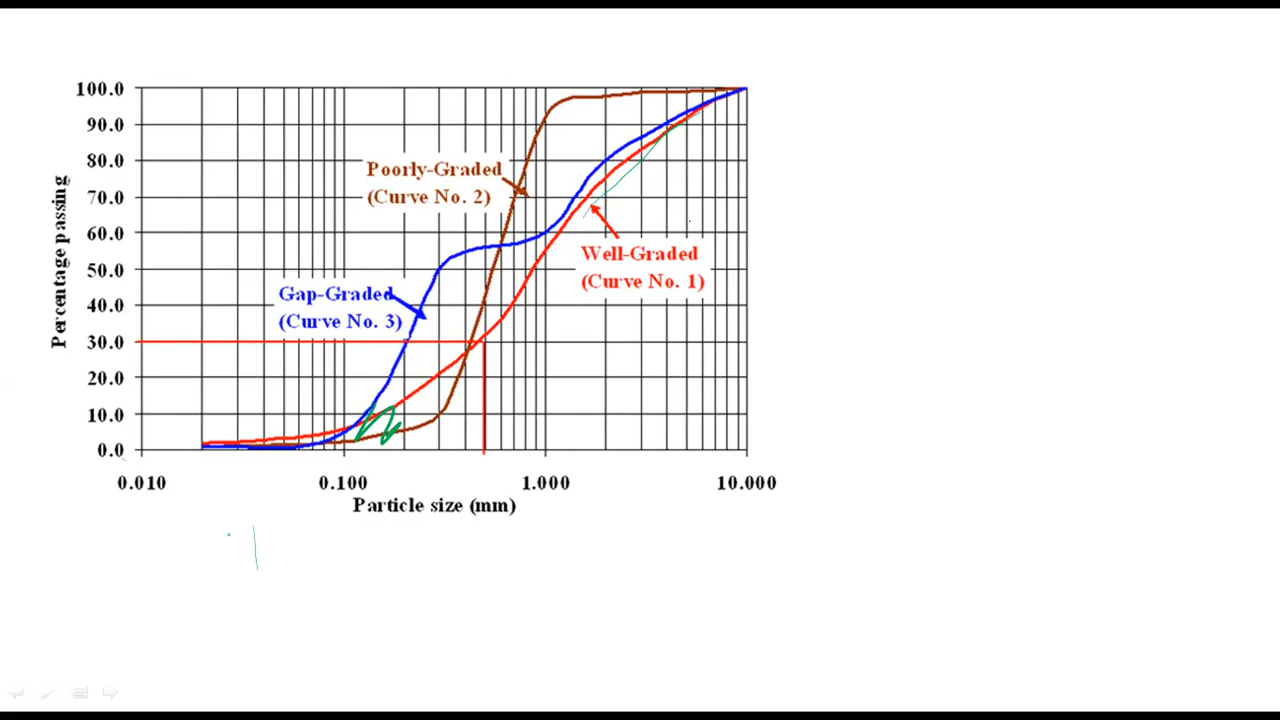 100.0
90.0
80.0
70.0
60.0
50.0
40.0
30.0
20.0
10.0
0.0
Percentage passing
Poorly-Graded
(Curve No. 2)
Well-Graded
(Curve No. 1)
Gap-Graded
(Curve No. 3)
0.010 0.100 1.000 10.000
Particle size (mm)